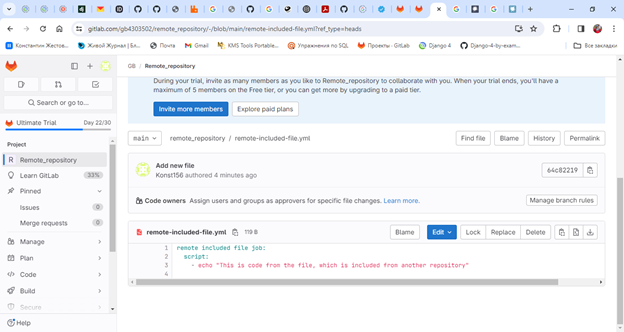 gitlab.com/gb4303502/remote_repository/-/blob/main/remote-included-file.yml?ref_type=heads
Константин Жестов...
Живой Журнал | Бл...
Почта
Gmail
KMS Tools Portable...
Упражнения по SQL
Проекты · GitLab
Django 4
Django-4-by-exam...
Все закладки
GB / Remote_repository
During your trial, invite as many members as you like to Remote_repository to collaborate with you. When your trial ends, you'll have a
maximum of 5 members on the Free tier, or you can get more by upgrading to a paid tier.
Invite more members
Explore paid plans
Search or go to...
Ultimate Trial
Day 22/30
Project
R Remote_repository
Learn GitLab
33%
Pinned
Issues
0
Merge requests
0
Manage
Plan
Code
Build
Secure
Help
main
remote_repository / remote-included-file.yml
Find file
Blame
History
Permalink
Add new file
Konst156 authored 4 minutes ago
64c82219
Code owners Assign users and groups as approvers for specific file changes. Learn more.
Manage branch rules
remote-included-file.yml
119 B
Blame
Edit
Lock
Replace
Delete
1 remote included file job:
2 script:
3 - echo "This is code from the file, which is included from another repository"
4